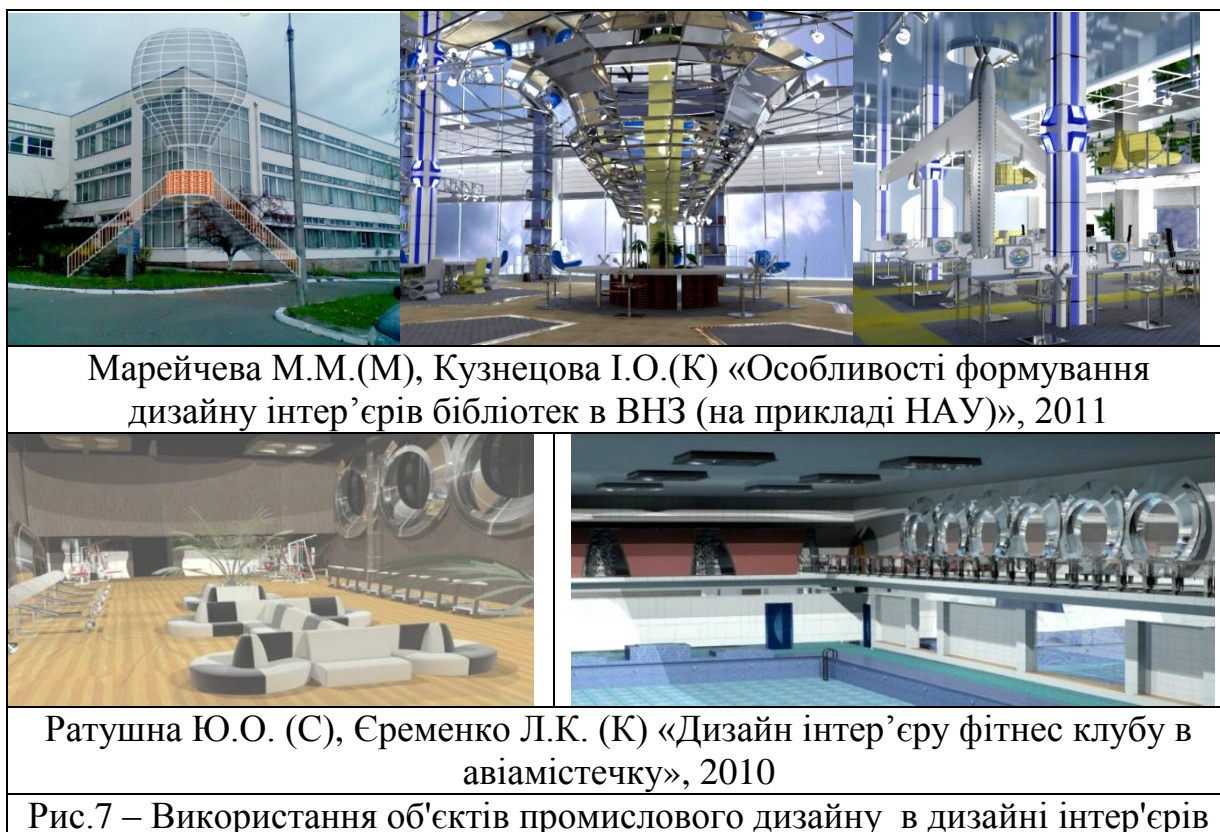 Марейчева М.М.(М), Кузнецова І.О.(К) «Особливості формування
дизайну інтер’єрів бібліотек в ВНЗ (на прикладі НАУ)», 2011
Ратушна Ю.О. (С), Єременко Л.К. (К) «Дизайн інтер’єру фітнес клубу в
авіамістечку», 2010
Рис.7 – Використання об'єктів промислового дизайну  в дизайні інтер'єрів